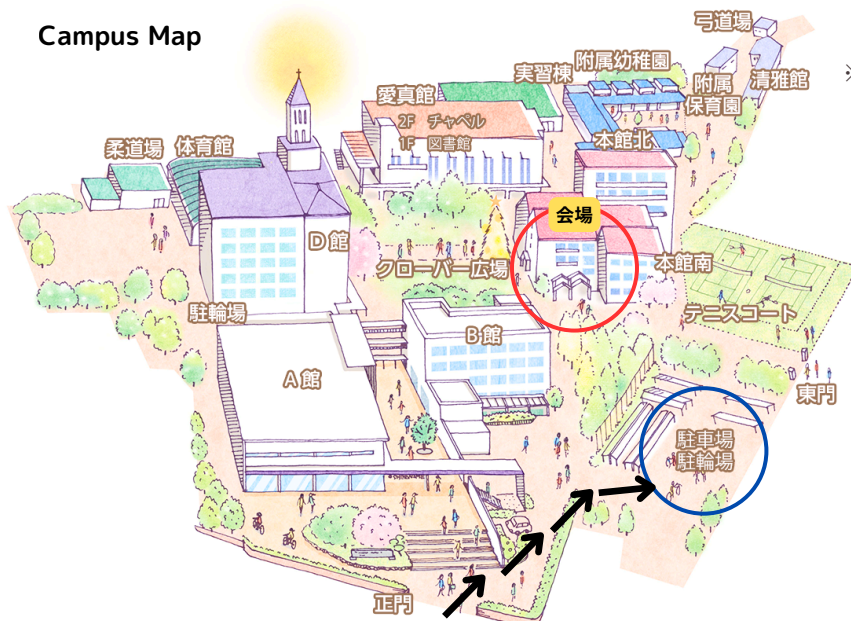 Campus Map
弓道場
附属幼稚園
実習棟
清雅館
附属
保育園
※
愛真館
2F チャペル
1F 図書館
本館北
柔道場
体育館
会場
D館
クローバー広場
本館南
駐輪場
テニスコート
B館
A館
東門
駐車場
駐輪場
正門